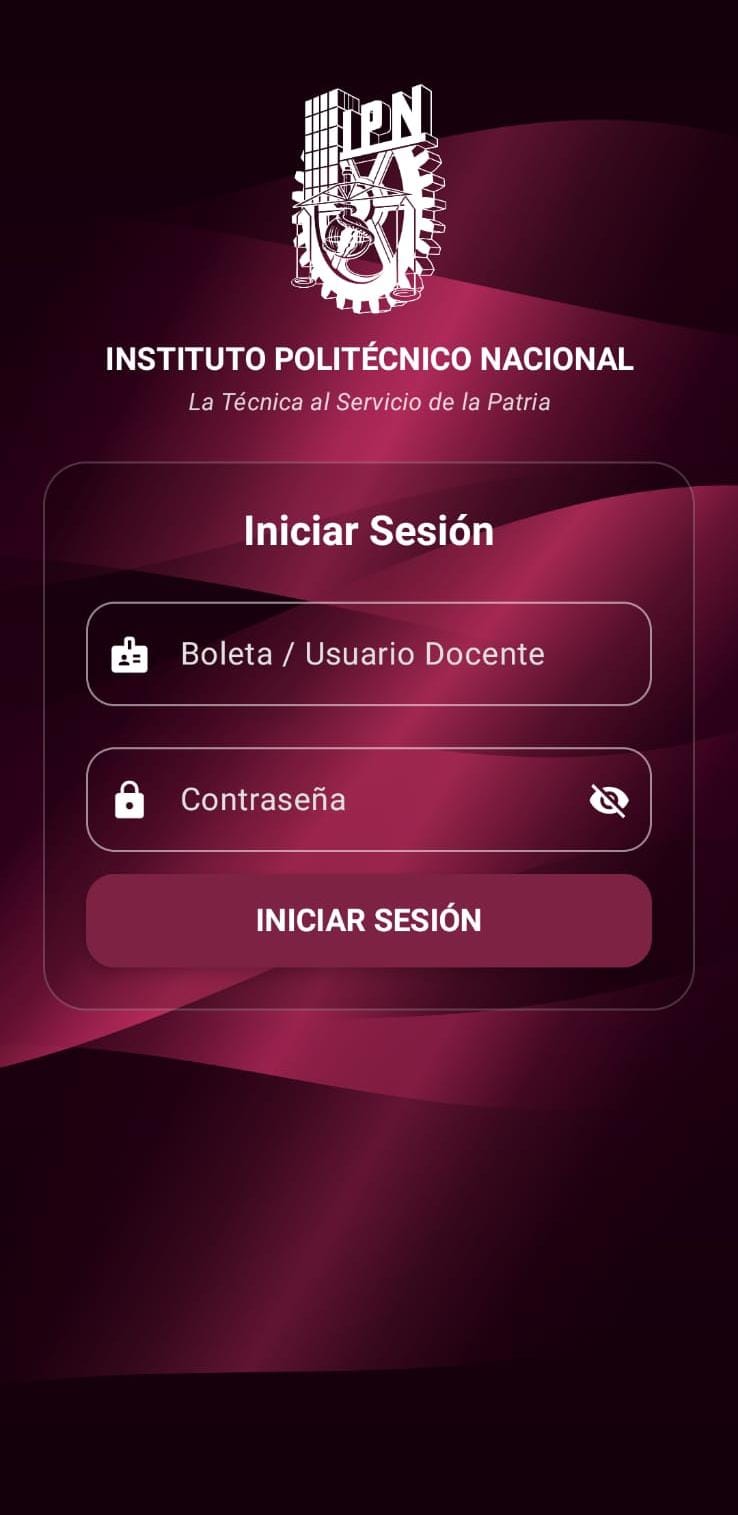 IPN
INSTITUTO POLITÉCNICO NACIONAL
La Técnica al Servicio de la Patria
Iniciar Sesión
Boleta / Usuario Docente
Contraseña
INICIAR SESIÓN